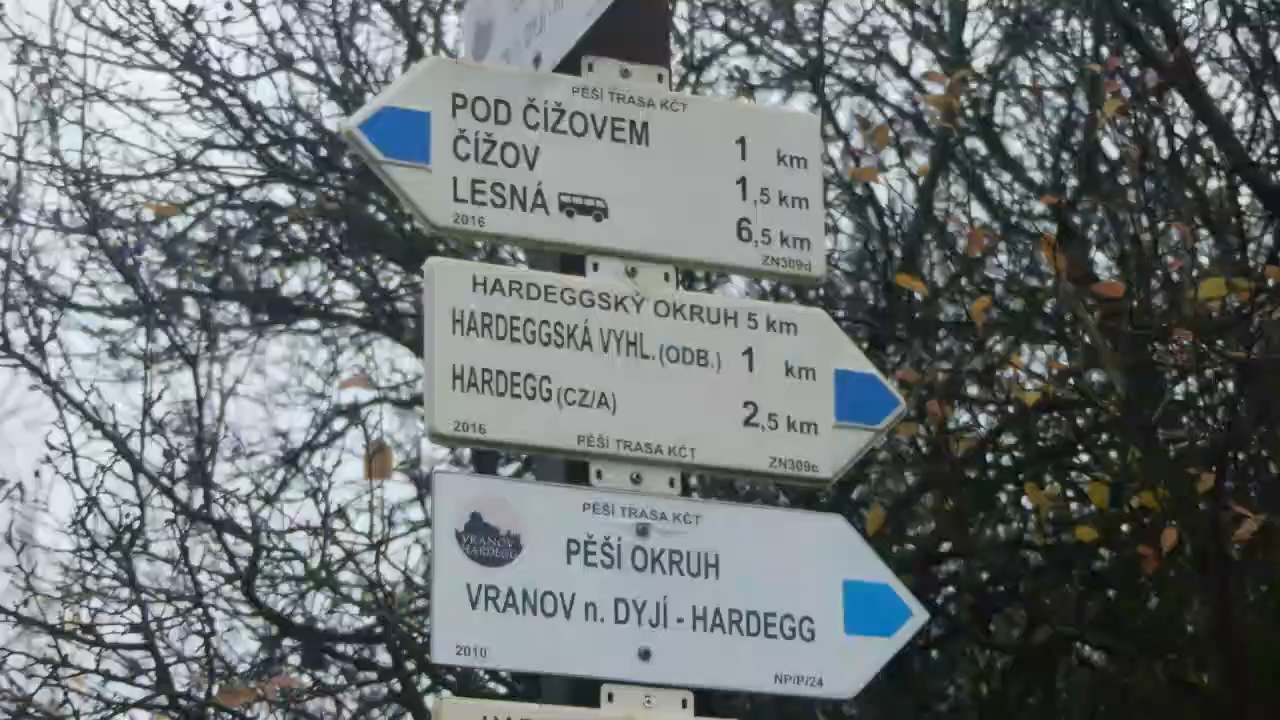 PĚŠÍ TRASA KČT
POD ČÍŽOVEM 1 km
ČÍŽOV 1,5 km
LESNÁ 6,5 km
2016 ZN309d
HARDEGGSKÝ OKRUH 5 km
HARDEGGSKÁ VYHL.(ODB.) 1 km
HARDEGG (CZ/A) 2,5 km
2016 PĚŠÍ TRASA KČT ZN309c
PĚŠÍ TRASA KČT
VRANOV
HARDEGG
PĚŠÍ OKRUH
VRANOV n. DYJÍ - HARDEGG
2010 NP/P/24